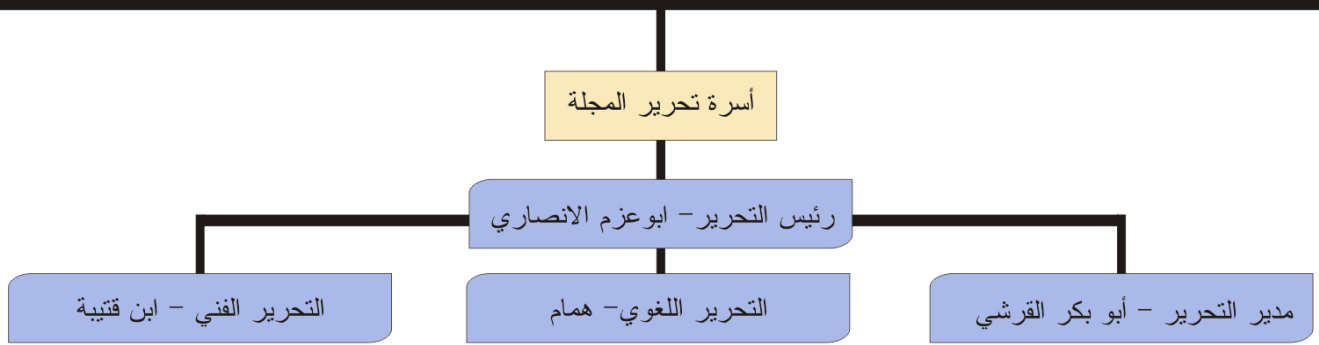 أسرة تحرير المجلة
رئيس التحرير- ابوعزم الانصاري
مدير التحرير - أبو بكر القرشي
التحرير اللغوي- همام
التحرير الفني - ابن قتيبة